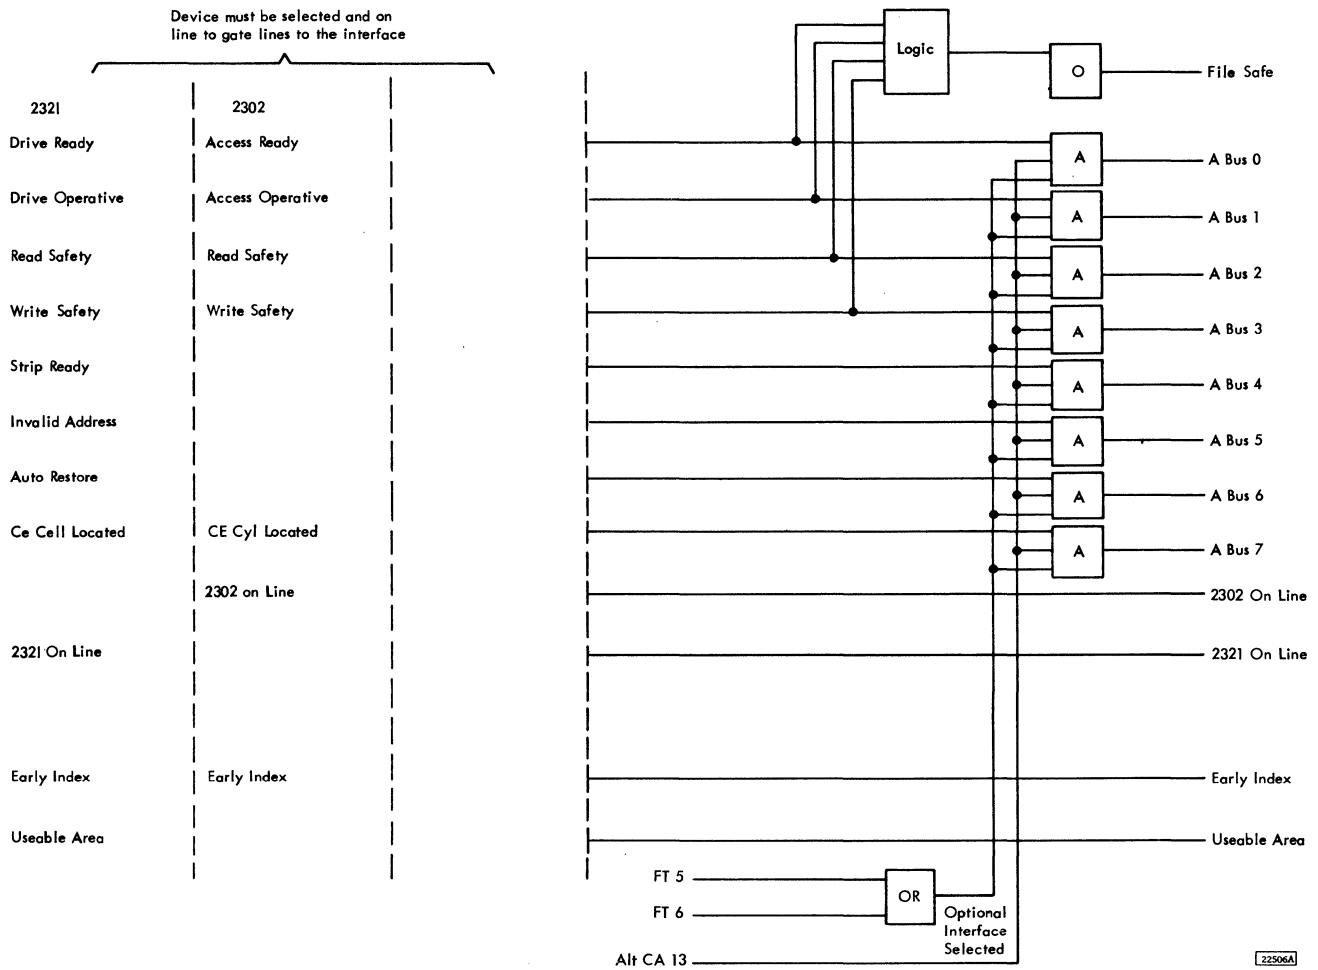 Device must be selected and on
line to gate lines to the interface
Logic
O File Safe
2321 2302
Drive Ready Access Ready A A Bus 0
Drive Operative Access Operative A A Bus 1
Read Safety Read Safety A A Bus 2
Write Safety Write Safety A A Bus 3
Strip Ready A A Bus 4
Invalid Address A A Bus 5
Auto Restore A A Bus 6
Ce Cell Located CE Cyl Located A A Bus 7
2302 on Line 2302 On Line
2321 On Line 2321 On Line
Early Index Early Index Early Index
Useable Area Useable Area
FT 5
OR
FT 6
Optional
Interface
Selected
Alt CA 13
22506A